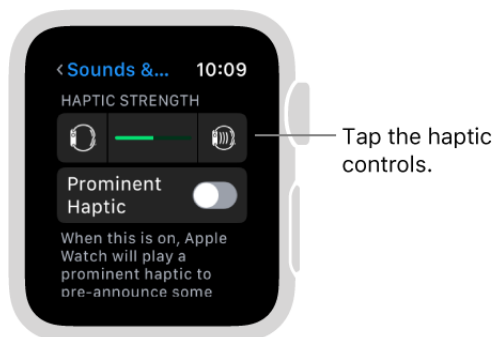 <Sounds &... 10:09
HAPTIC STRENGTH
Tap the haptic
controls.
Prominent
Haptic
When this is on, Apple
Watch will play a
prominent haptic to
pre-announce some